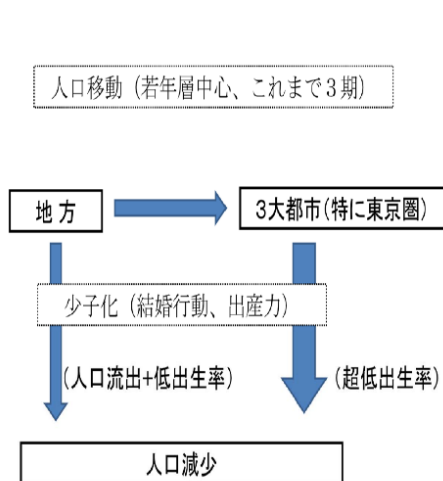 人口移動（若年層中心、これまで３期）
地方
3大都市(特に東京圏)
少子化（結婚行動、出産力）
(人口流出+低出生率)
(超低出生率)
人口減少